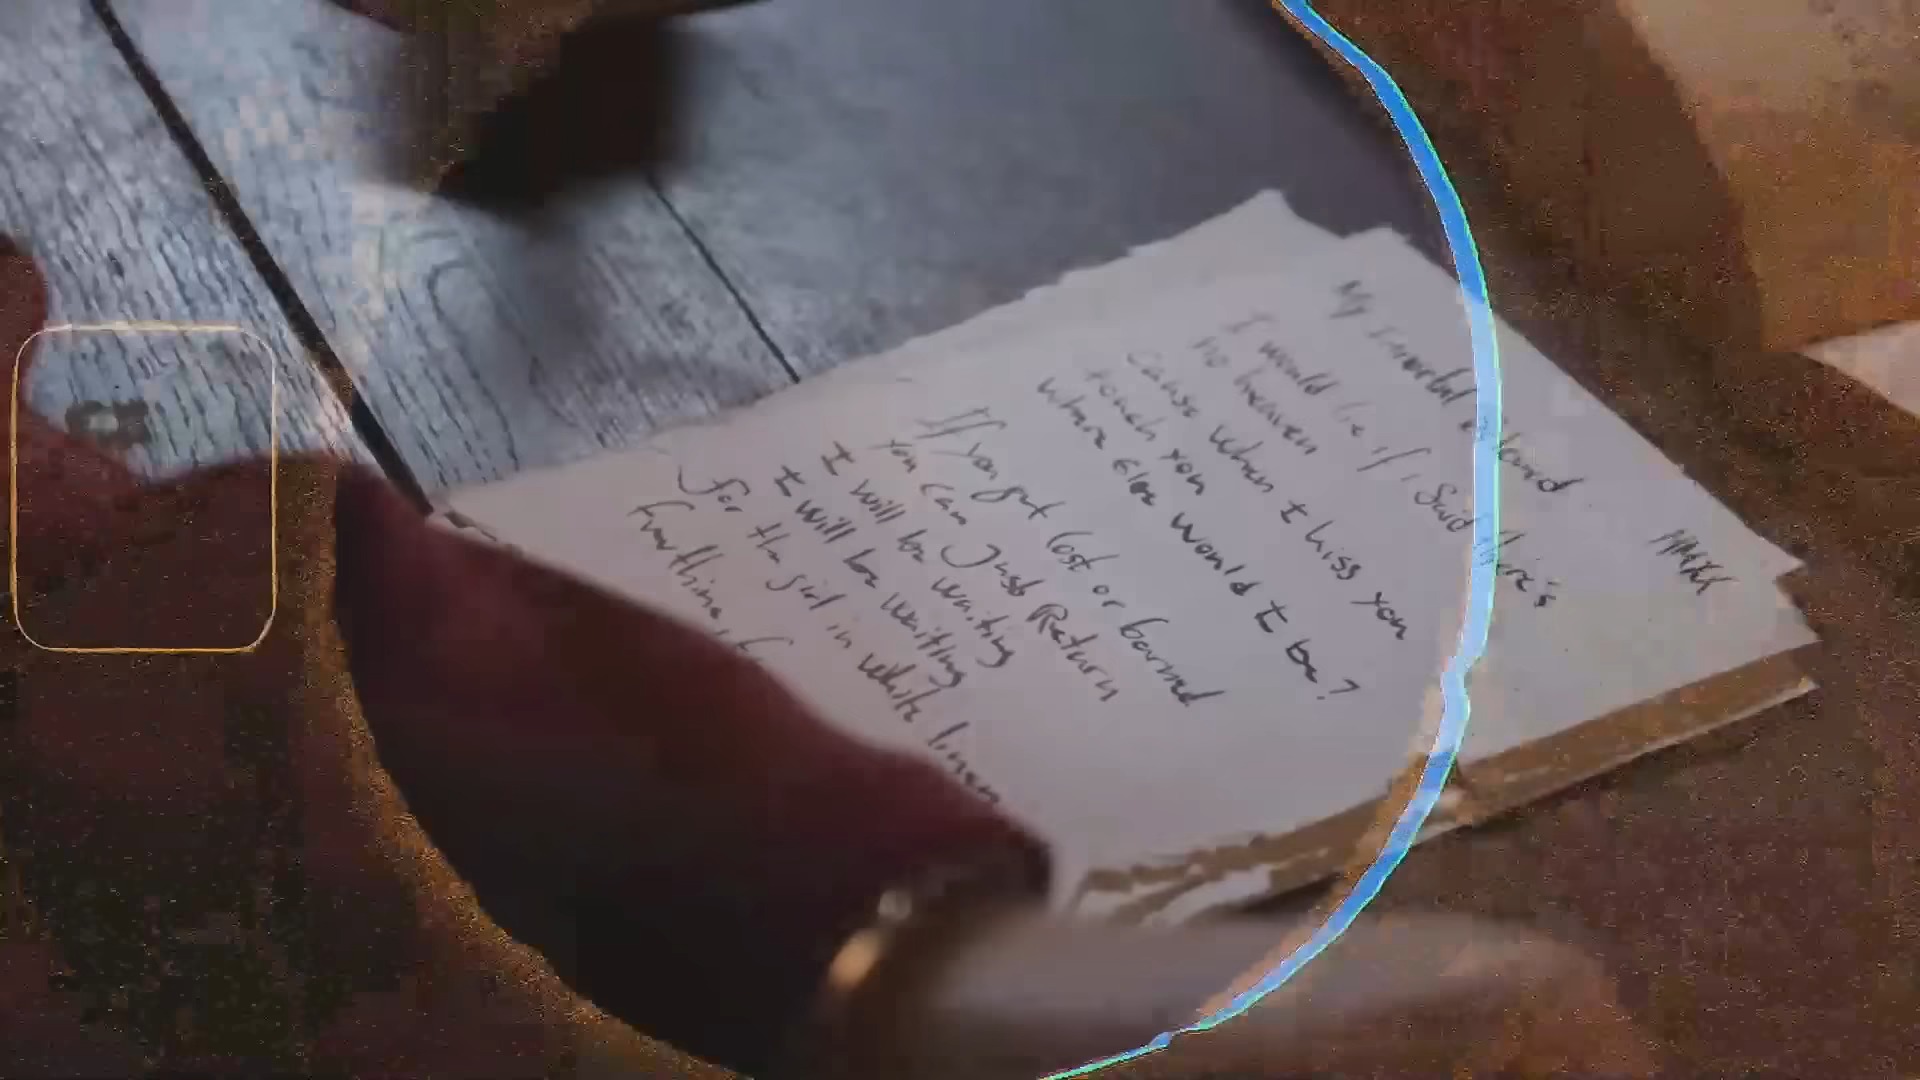 My Immortal beloved
MAXX
I would lie if i Said there's
no heaven
Cause when I kiss you
touch you
where Else would I be?
If You get lost or burned
You can Just Return
I will be waiting
I will be waiting
for the girl in white linen